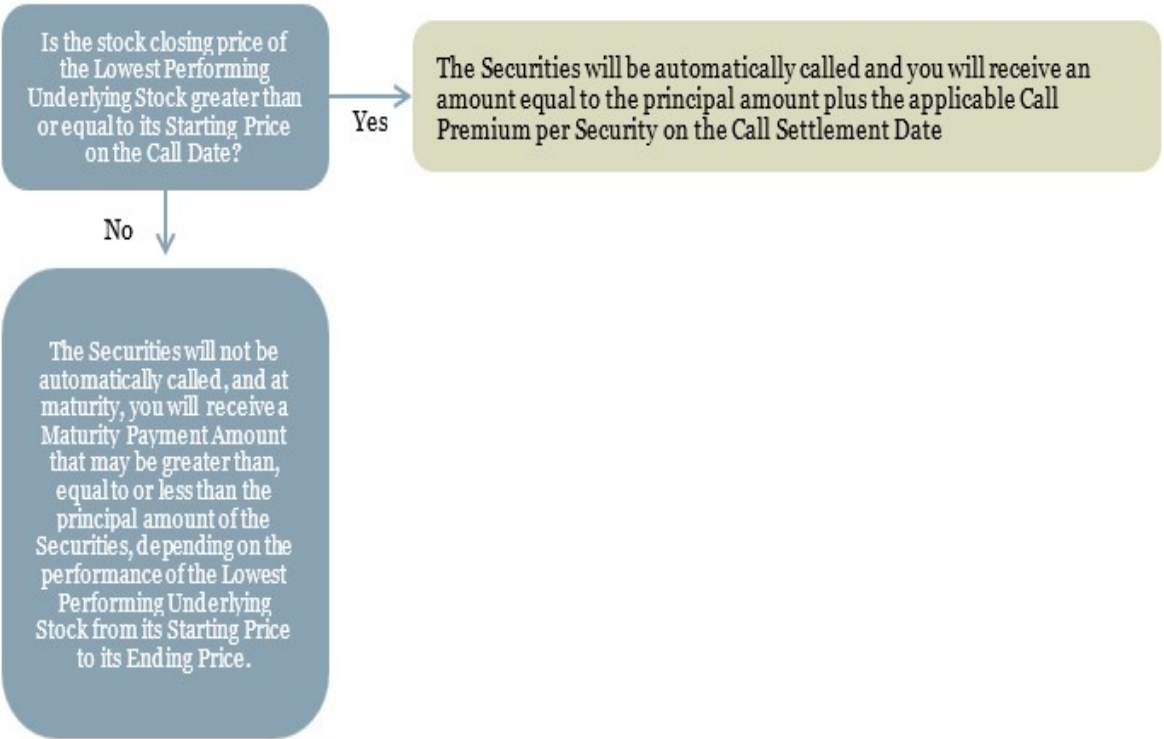 Is the stock closing price of
the Lowest Performing
Underlying Stock greater than
or equal to its Starting Price
on the Call Date?
Yes
The Securities will be automatically called and you will receive an
amount equal to the principal amount plus the applicable Call
Premium per Security on the Call Settlement Date
No
The Securities will not be
automatically called, and at
maturity, you will receive a
Maturity Payment Amount
that may be greater than,
equal to or less than the
principal amount of the
Securities, depending on the
performance of the Lowest
Performing Underlying
Stock from its Starting Price
to its Ending Price.